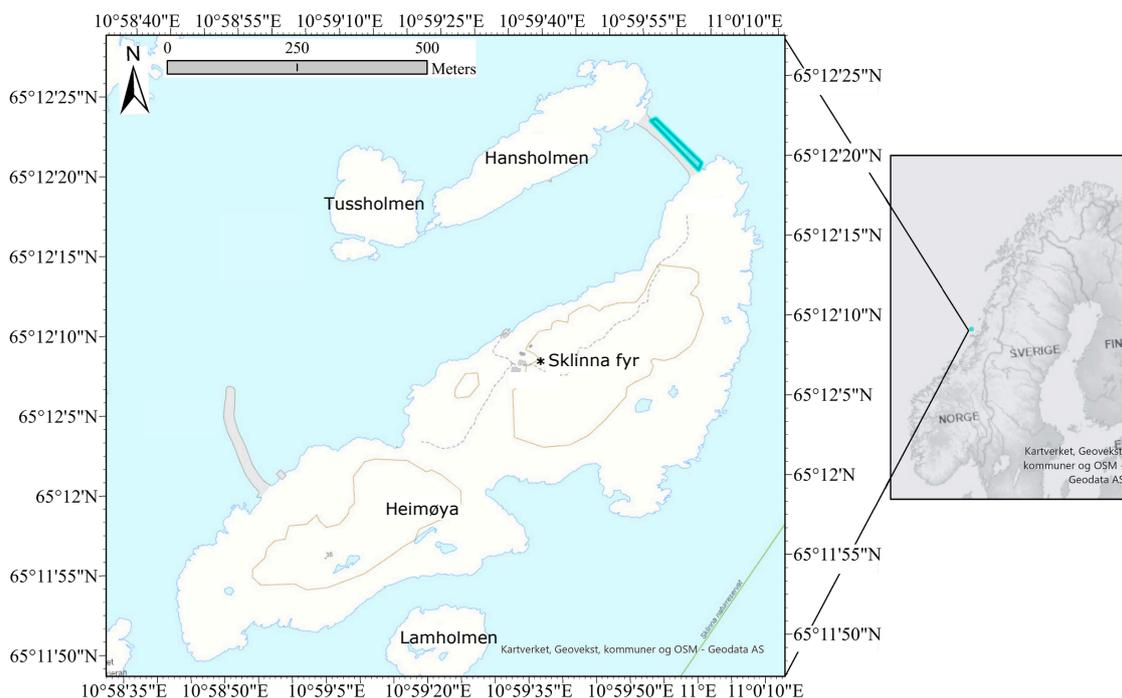 10°58'40"E 10°58'55"E 10°59'10"E 10°59'25"E 10°59'40"E 10°59'55"E 11°0'10"E
N
0 250 500
Meters
65°12'25"N
65°12'20"N
65°12'15"N
65°12'10"N
65°12'5"N
65°12'N
65°11'55"N
65°11'50"N
Hansholmen
Tussholmen
* Sklinna fyr
Heimøya
38
Lamholmen
Sklinna naturreservat
Kartverket, Geovekst, kommuner og OSM - Geodata AS
et
eran
65°12'25"N
65°12'20"N
65°12'15"N
65°12'10"N
65°12'5"N
65°12'N
65°11'55"N
65°11'50"N
10°58'35"E 10°58'50"E 10°59'5"E 10°59'20"E 10°59'35"E 10°59'50"E 11°0'E 11°0'10"E
SVERIGE
FIN
NORGE
E
Kartverket, Geovekst,
kommuner og OSM -
Geodata AS